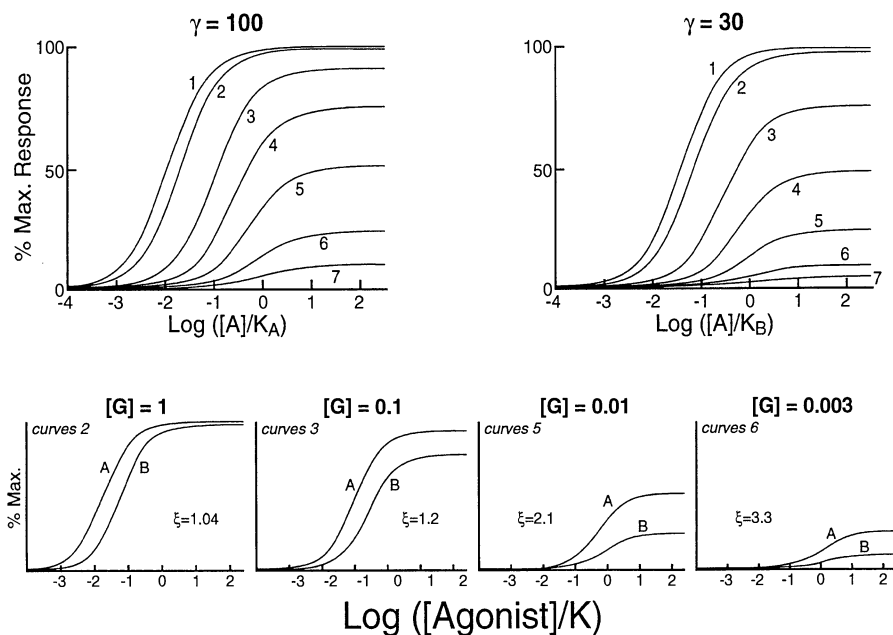 γ = 100
% Max. Response
100
50
0
1
2
3
4
5
6
7
-4 -3 -2 -1 0 1 2
Log ([A]/K_A)
γ = 30
100
50
0
1
2
3
4
5
6
7
-4 -3 -2 -1 0 1 2
Log ([A]/K_B)
% Max.
[G] = 1
curves 2
A B
ξ=1.04
-3 -2 -1 0 1 2
[G] = 0.1
curves 3
A B
ξ=1.2
-3 -2 -1 0 1 2
[G] = 0.01
curves 5
A
B
ξ=2.1
-3 -2 -1 0 1 2
[G] = 0.003
curves 6
A
B
ξ=3.3
-3 -2 -1 0 1 2
Log ([Agonist]/K)